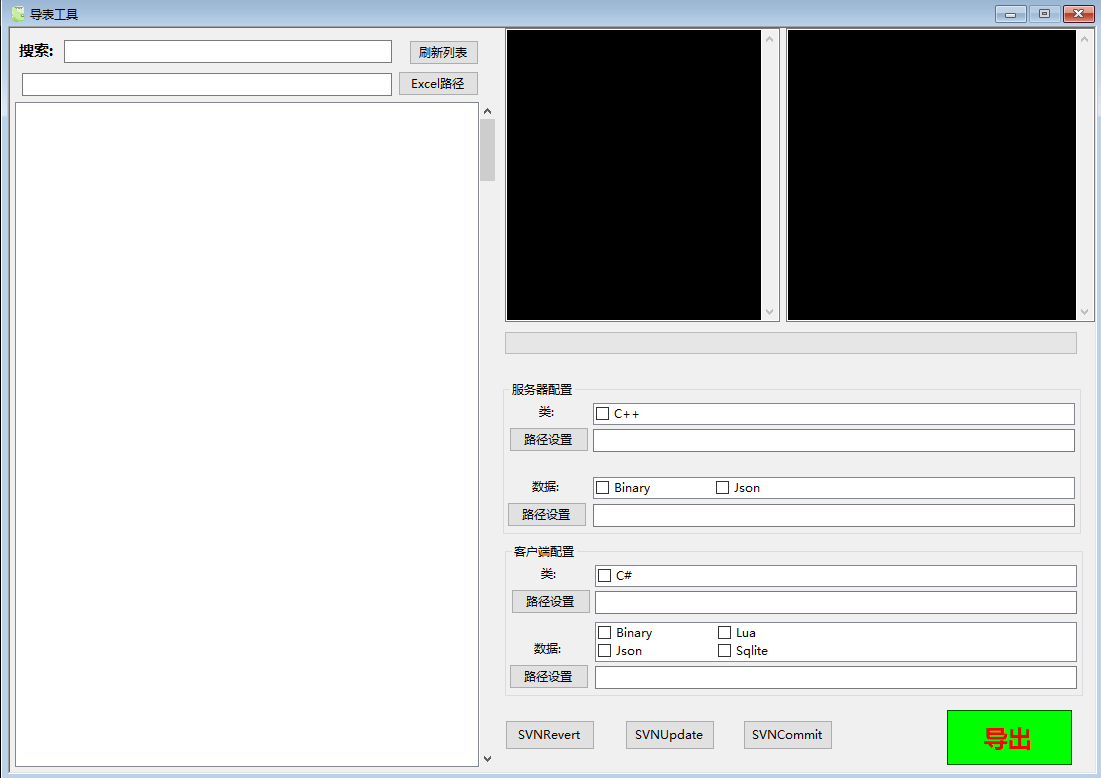 导表工具
搜索:
刷新列表
Excel路径
服务器配置
类:
C++
路径设置
数据:
Binary
Json
路径设置
客户端配置
类:
C#
路径设置
Binary
Lua
数据:
Json
Sqlite
路径设置
SVNRevert
SVNUpdate
SVNCommit
导出